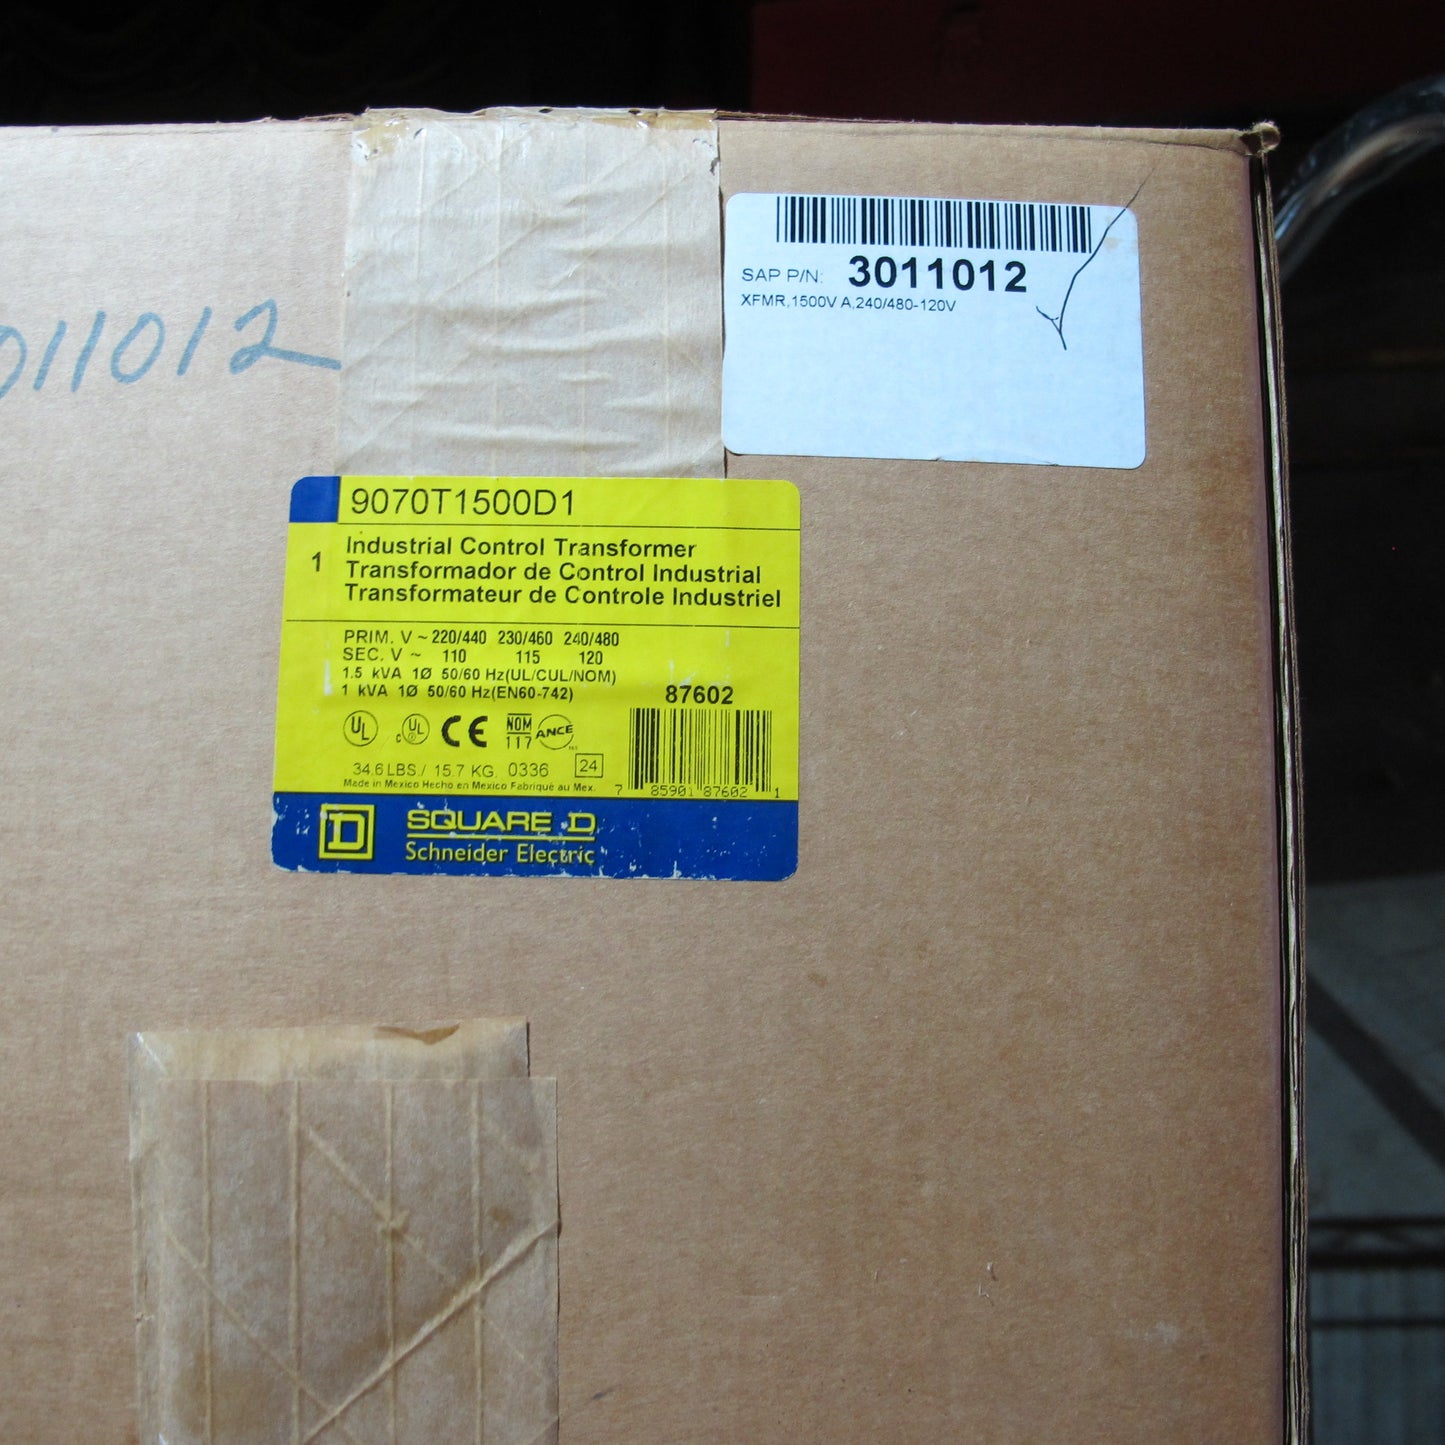 SAP P/N: 3011012
XFMR,1500V A,240/480-120V
011012
9070T1500D1
1
Industrial Control Transformer
Transformador de Control Industrial
Transformateur de Controle Industriel
PRIM. V ~ 220/440 230/460 240/480
SEC. V ~ 110 115 120
1.5 kVA 1Ø 50/60 Hz(UL/CUL/NOM)
1 kVA 1Ø 50/60 Hz(EN60-742)
87602
UL c UL CE NOM 117 ANCE
34.6 LBS./ 15.7 KG. 0336 24
Made in Mexico Hecho en Mexico Fabriqué au Mex.
7 85901 87602 1
D SQUARE D
Schneider Electric